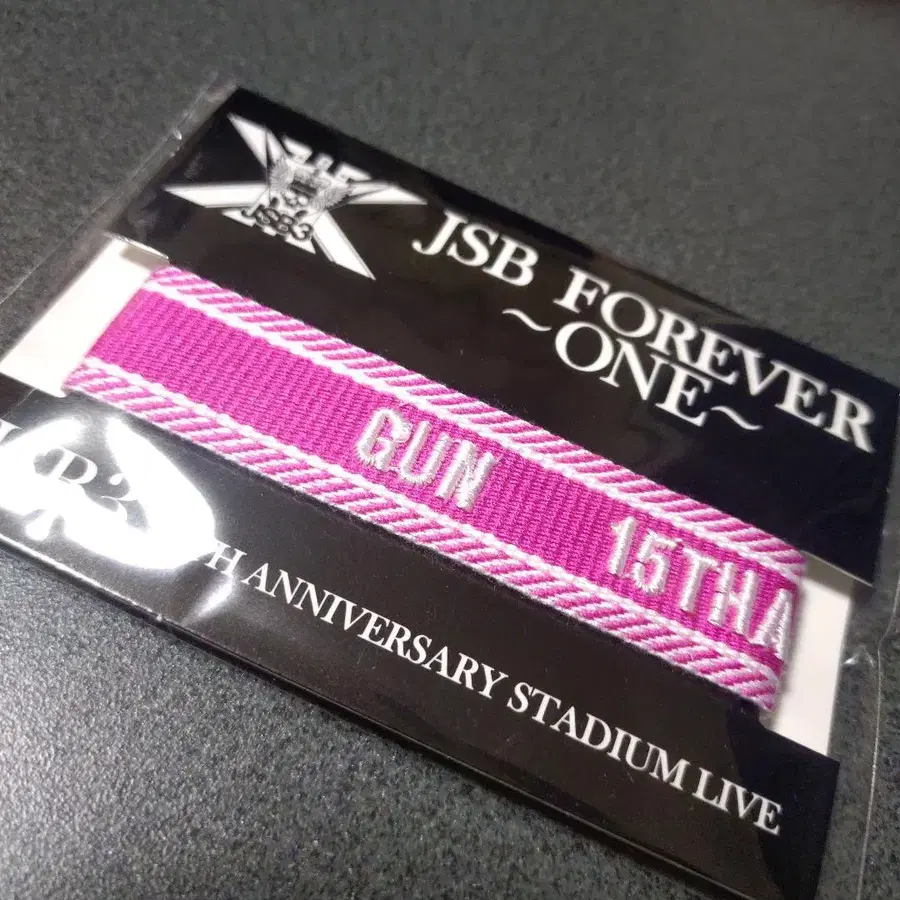 JSB3
JSB FOREVER
~ONE~
GUN 15THA
H ANNIVERSARY STADIUM LIVE